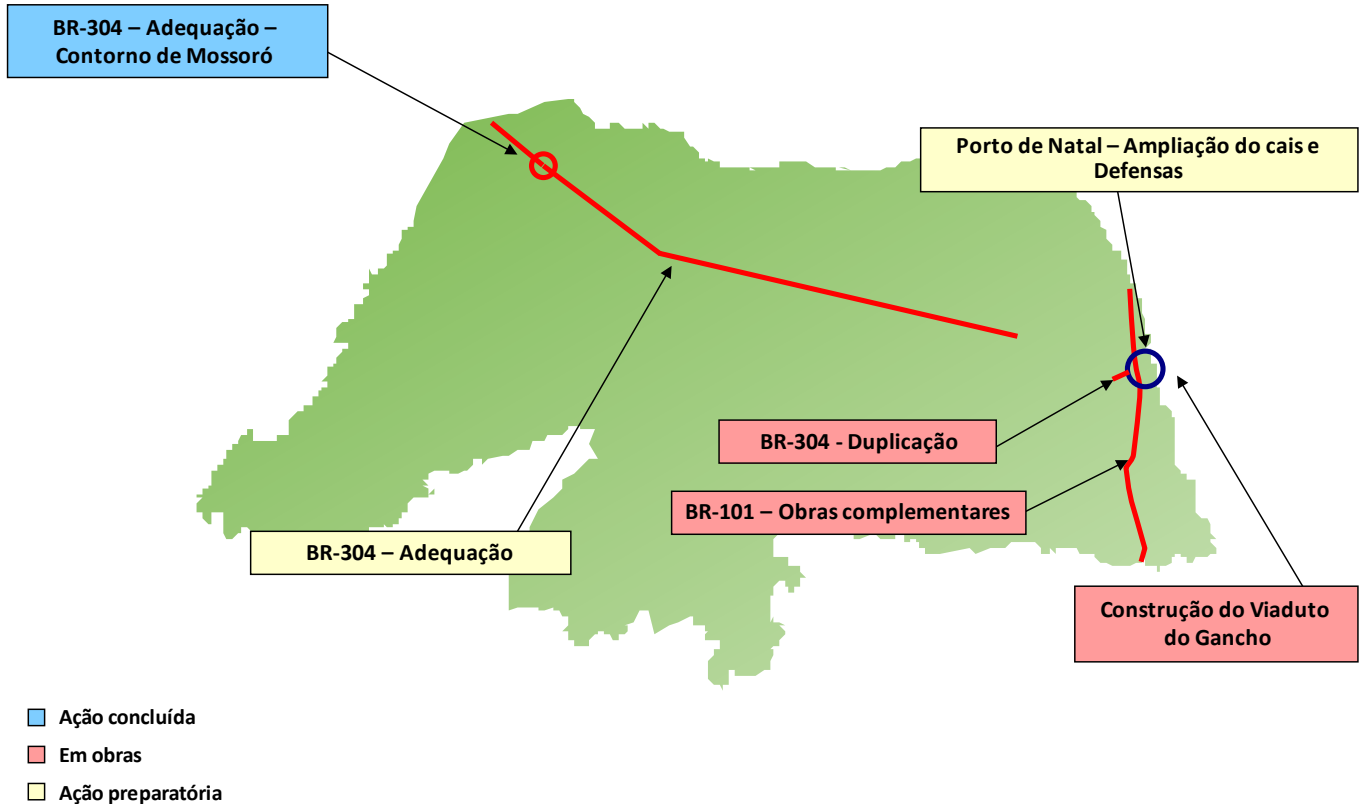 BR-304 – Adequação –
Contorno de Mossoró
Porto de Natal – Ampliação do cais e
Defensas
BR-304 - Duplicação
BR-101 – Obras complementares
BR-304 – Adequação
Construção do Viaduto
do Gancho
Ação concluída
Em obras
Ação preparatória